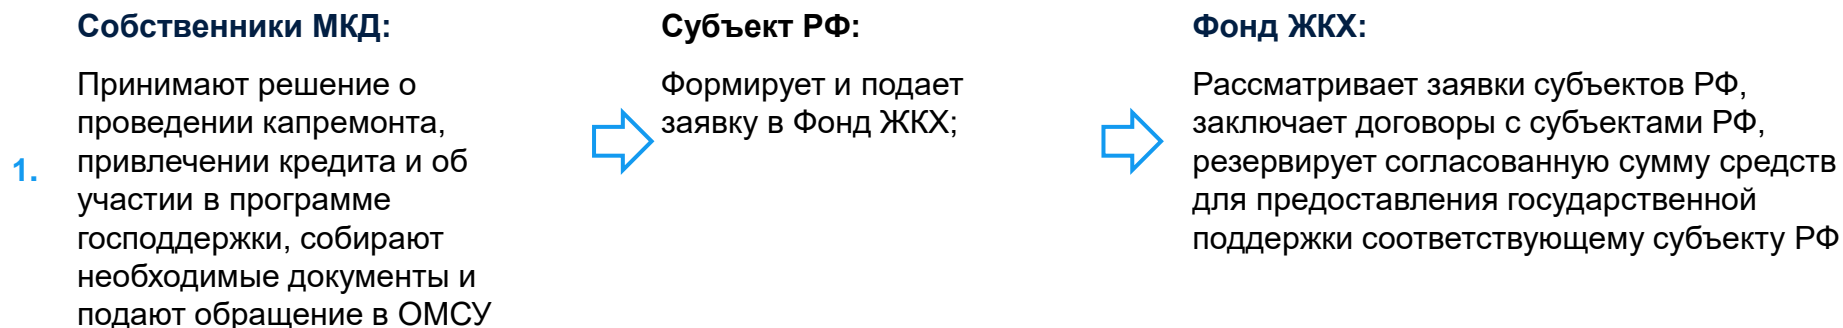 1.
Собственники МКД:
Принимают решение о
проведении капремонта,
привлечении кредита и об
участии в программе
господдержки, собирают
необходимые документы и
подают обращение в ОМСУ
Субъект РФ:
Формирует и подает
заявку в Фонд ЖКХ;
Фонд ЖКХ:
Рассматривает заявки субъектов РФ,
заключает договоры с субъектами РФ,
резервирует согласованную сумму средств
для предоставления государственной
поддержки соответствующему субъекту РФ